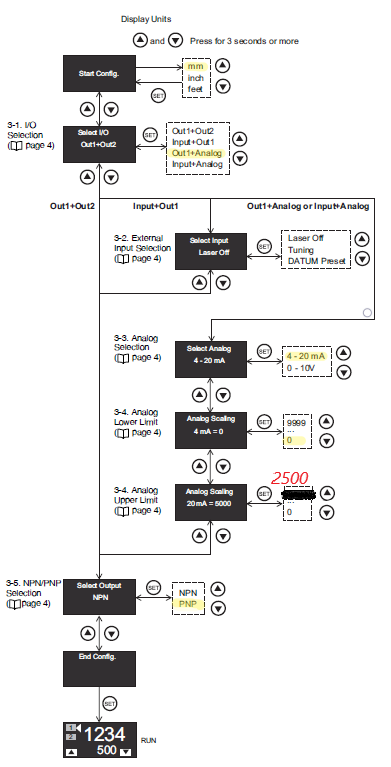 Display Units
and Press for 3 seconds or more
Start Config.
mm
inch
feet
SET
3-1. I/O
Selection
( page 4)
Select I/O
Out1+Out2
SET
Out1+Out2
Input+Out1
Out1+Analog
Input+Analog
Out1+Out2 Input+Out1 Out1+Analog or Input+Analog
3-2. External
Input Selection
( page 4)
Select Input
Laser Off
SET
Laser Off
Tuning
DATUM Preset
3-3. Analog
Selection
( page 4)
Select Analog
4 - 20 mA
SET
4 - 20 mA
0 - 10V
3-4. Analog
Lower Limit
( page 4)
Analog Scaling
4 mA = 0
SET
9999
...
0
2500
3-4. Analog
Upper Limit
( page 4)
Analog Scaling
20 mA = 5000
SET
...
0
3-5. NPN/PNP
Selection
( page 4)
Select Output
NPN
SET
NPN
PNP
End Config.
SET
1
2
1234
500
RUN